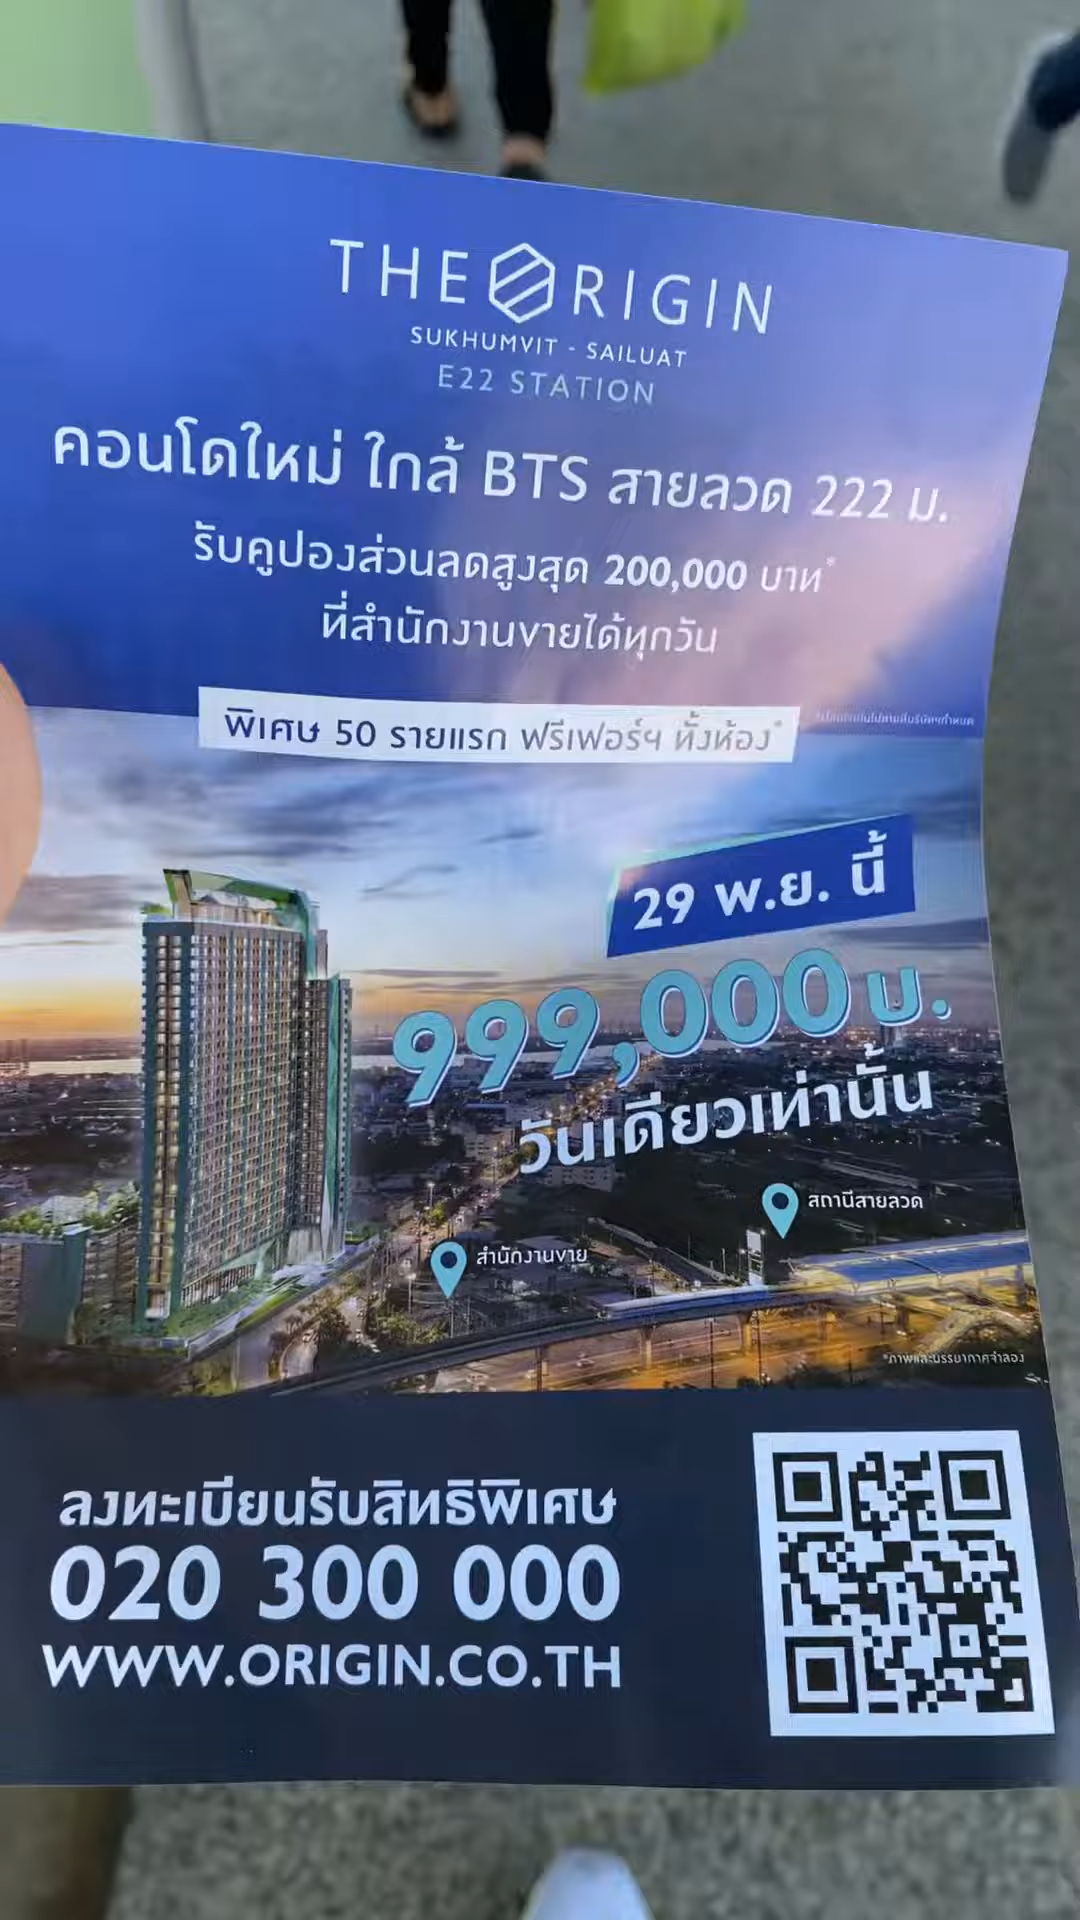 THE ORIGIN
SUKHUMVIT - SAILUAT
E22 STATION
คอนโดใหม่ ใกล้ BTS สายลวด 222 ม.
รับคูปองส่วนลดสูงสุด 200,000 บาท*
ที่สำนักงานขายได้ทุกวัน
พิเศษ 50 รายแรก ฟรีเฟอร์ฯ ทั้งห้อง*
29 พ.ย. นี้
999,000 บ.
วันเดียวเท่านั้น
สถานีสายลวด
สำนักงานขาย
*ภาพและบรรยากาศจำลอง
ลงทะเบียนรับสิทธิพิเศษ
020 300 000
WWW.ORIGIN.CO.TH